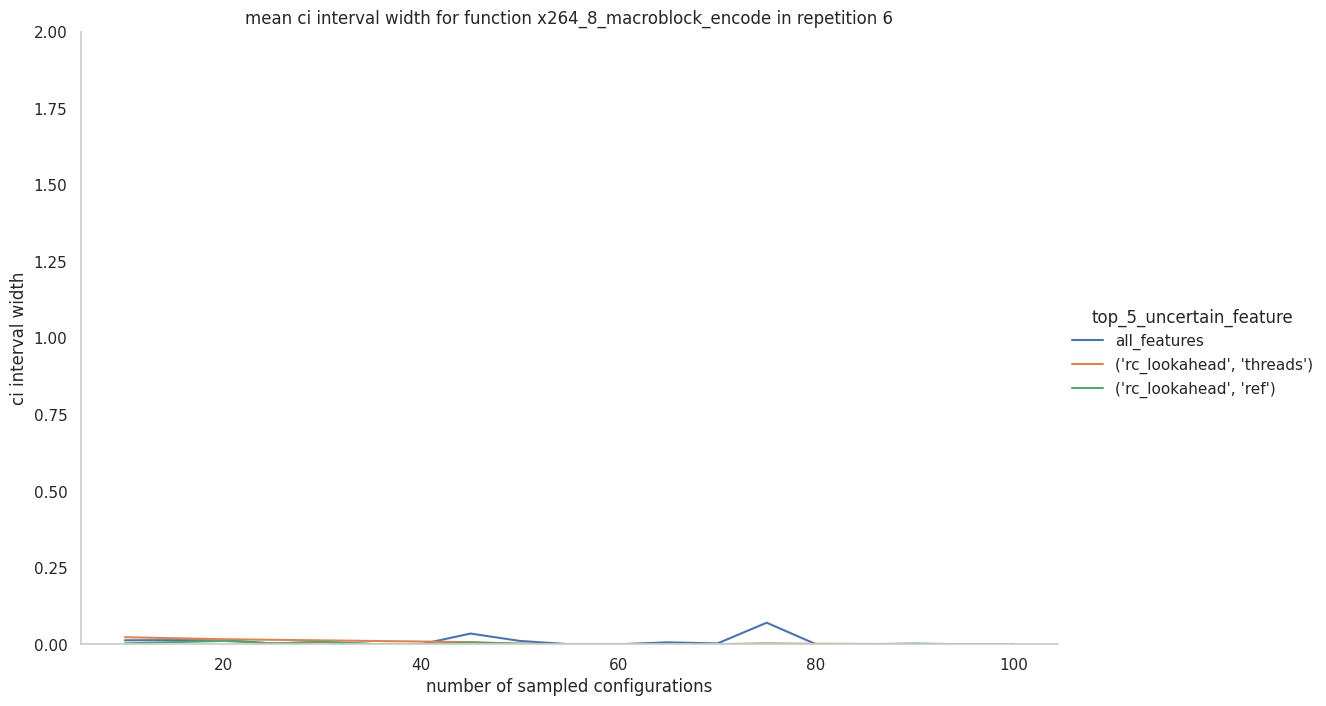 mean ci interval width for function x264_8_macroblock_encode in repetition 6
2.00
1.75
1.50
1.25
1.00
0.75
0.50
0.25
0.00
ci interval width
20
40
60
80
100
number of sampled configurations
top_5_uncertain_feature
all_features
('rc_lookahead', 'threads')
('rc_lookahead', 'ref')